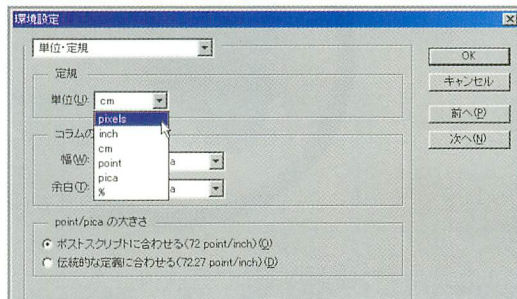 環境設定
単位・定規
OK
定規
キャンセル
単位(U): cm
pixels
前へ(P)
inch
コラムの
次へ(N)
cm
幅(W): a
point
pica
余白(T): a
%
point/pica の大きさ
ポストスクリプトに合わせる(72 point/inch)(O)
伝統的な定義に合わせる(72.27 point/inch)(D)